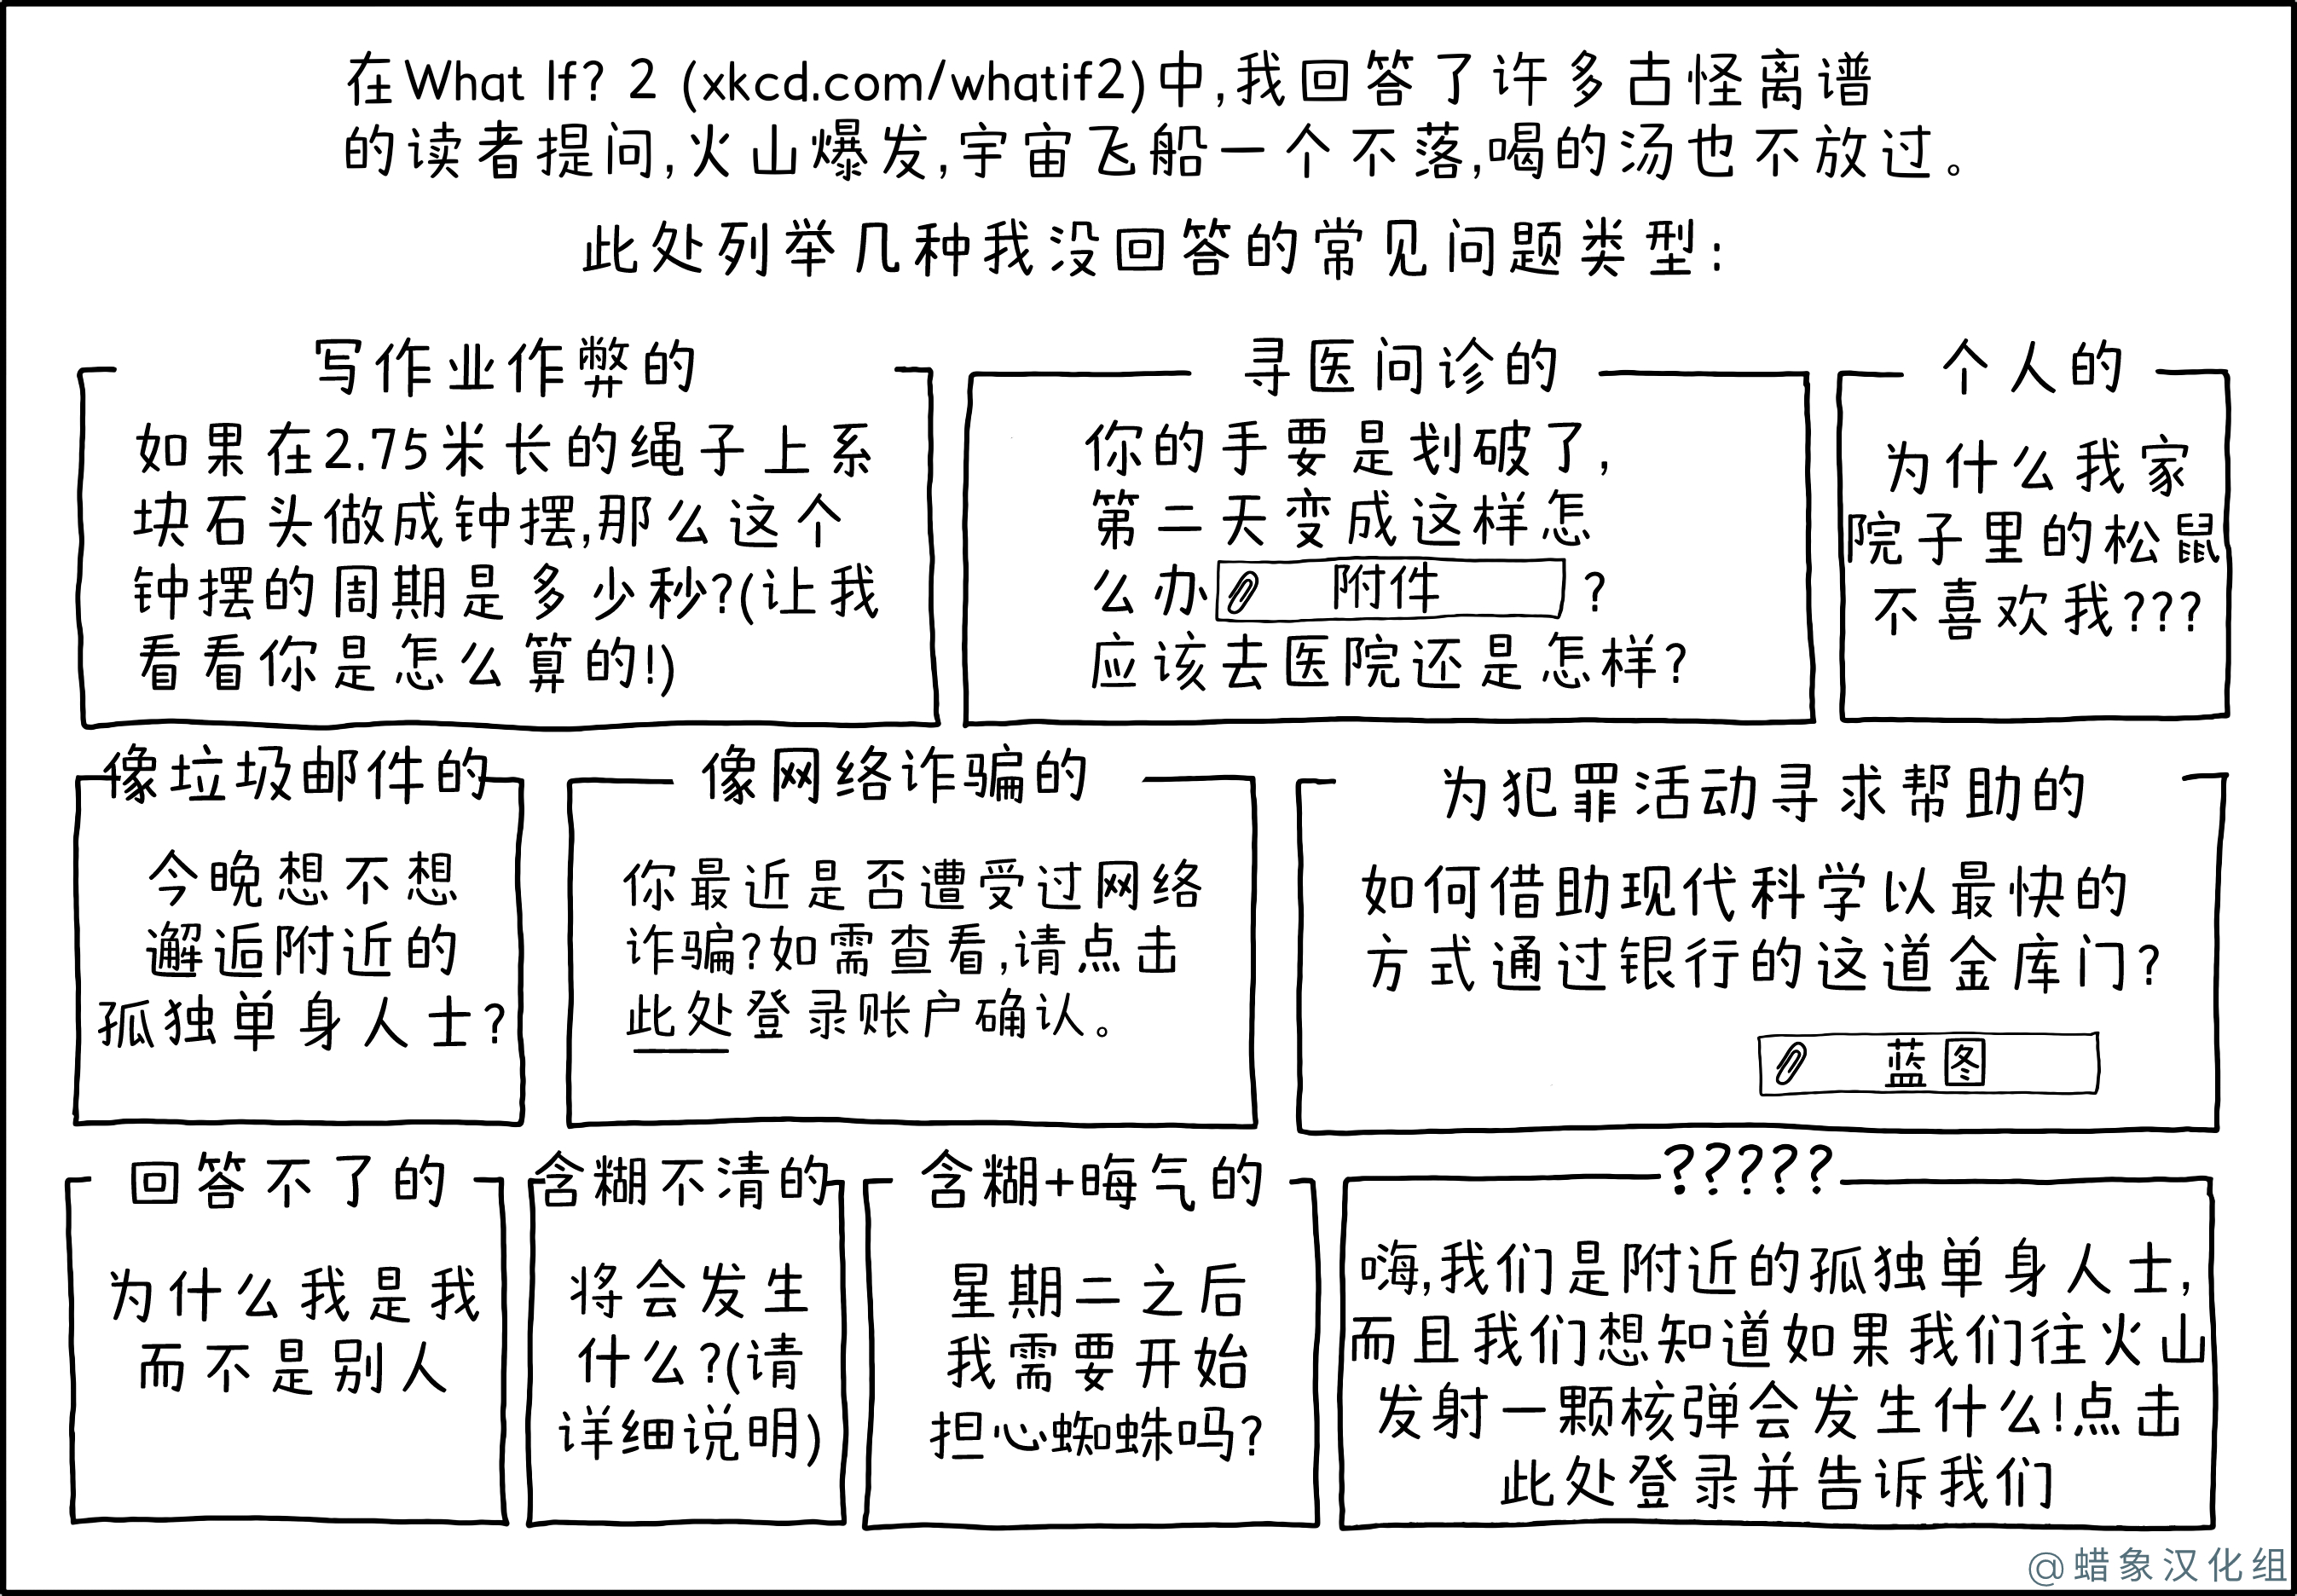 在What If? 2 (xkcd.com/whatif2)中,我回答了许多古怪离谱
的读者提问,火山爆发,宇宙飞船一个不落,喝的汤也不放过。
此处列举几种我没回答的常见问题类型:
写作业作弊的
如果在2.75米长的绳子上系
块石头做成钟摆,那么这个
钟摆的周期是多少秒?(让我
看看你是怎么算的!)
寻医问诊的
你的手要是划破了,
第二天变成这样怎
么办 附件 ?
应该去医院还是怎样?
个人的
为什么我家
院子里的松鼠
不喜欢我???
像垃圾邮件的
今晚想不想
邂逅附近的
孤独单身人士?
像网络诈骗的
你最近是否遭受过网络
诈骗?如需查看,请点击
此处登录账户确认。
为犯罪活动寻求帮助的
如何借助现代科学以最快的
方式通过银行的这道金库门?
蓝图
回答不了的
为什么我是我
而不是别人
含糊不清的
将会发生
什么?(请
详细说明)
含糊+晦气的
星期二之后
我需要开始
担心蜘蛛吗?
?????
嗨,我们是附近的孤独单身人士,
而且我们想知道如果我们往火山
发射一颗核弹会发生什么!点击
此处登录并告诉我们
@蜡象汉化组